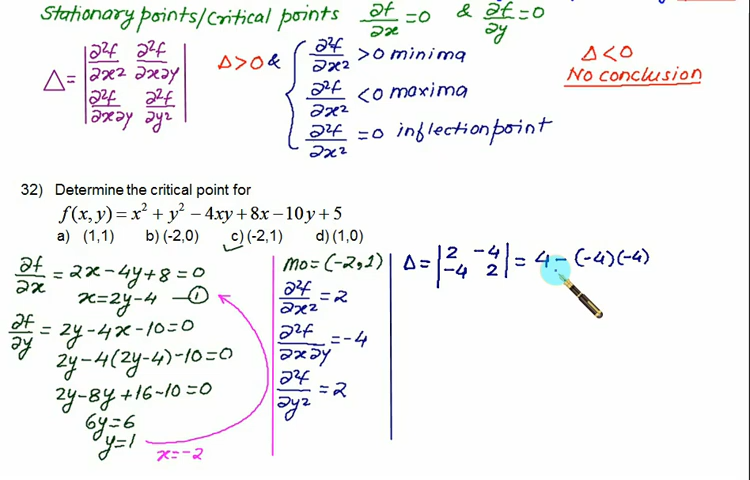 Stationary points/Critical points ∂f/∂x = 0 & ∂f/∂y = 0
Δ = | ∂²f/∂x² ∂²f/∂x∂y |
| ∂²f/∂x∂y ∂²f/∂y² |
Δ>0 &
∂²f/∂x² >0 minima
∂²f/∂x² <0 maxima
∂²f/∂x² =0 inflection point
Δ<0
No conclusion
32) Determine the critical point for
f(x, y) = x² + y² − 4xy + 8x − 10y + 5
a) (1,1) b) (-2,0) c) (-2,1) d) (1,0)
∂f/∂x = 2x − 4y + 8 = 0
x = 2y − 4 — ①
∂f/∂y = 2y − 4x − 10 = 0
2y − 4(2y − 4) − 10 = 0
2y − 8y + 16 − 10 = 0
6y = 6
y = 1
x = −2
Mo = (−2, 1)
∂²f/∂x² = 2
∂²f/∂x∂y = −4
∂²f/∂y² = 2
Δ = | 2 −4 | = 4 − (−4)(−4)
| −4 2 |